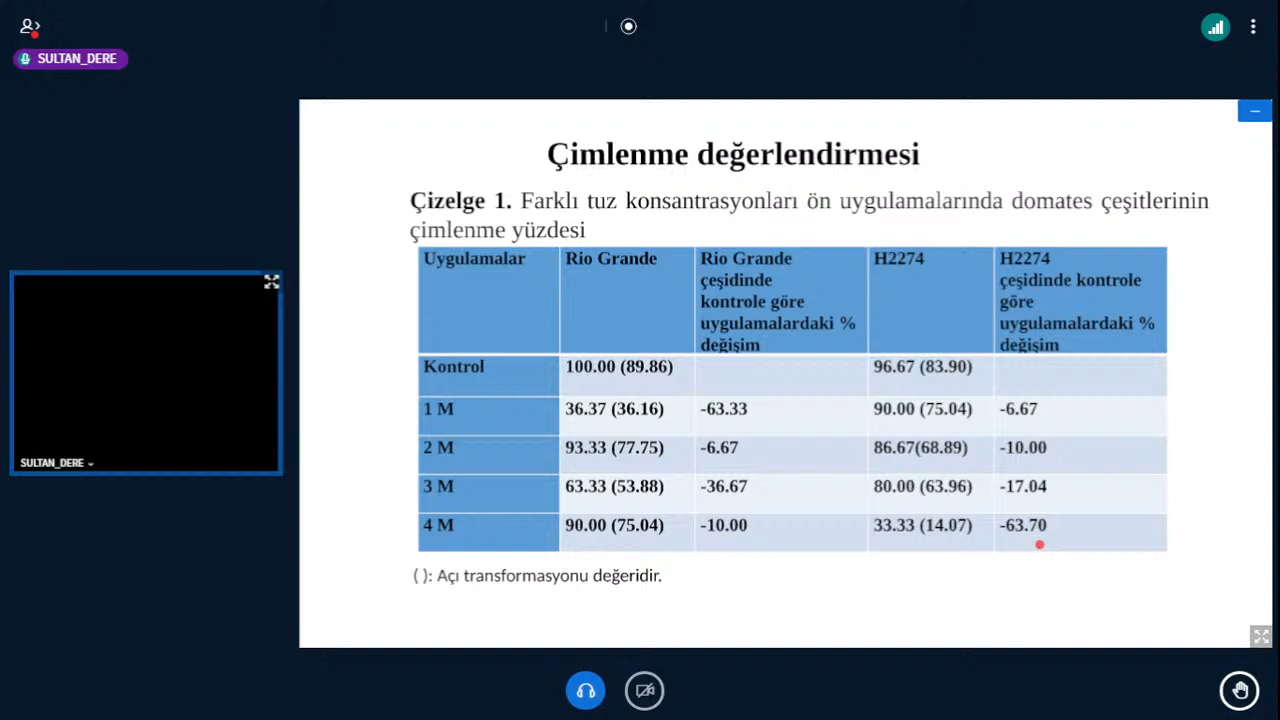 SULTAN_DERE
Çimlenme değerlendirmesi
Çizelge 1. Farklı tuz konsantrasyonları ön uygulamalarında domates çeşitlerinin
çimlenme yüzdesi
Uygulamalar
Rio Grande
Rio Grande
çeşidinde
kontrole göre
uygulamalardaki %
değişim
H2274
H2274
çeşidinde kontrole
göre
uygulamalardaki %
değişim
Kontrol 100.00 (89.86) 96.67 (83.90)
1 M 36.37 (36.16) -63.33 90.00 (75.04) -6.67
2 M 93.33 (77.75) -6.67 86.67(68.89) -10.00
3 M 63.33 (53.88) -36.67 80.00 (63.96) -17.04
4 M 90.00 (75.04) -10.00 33.33 (14.07) -63.70
( ): Açı transformasyonu değeridir.
SULTAN_DERE